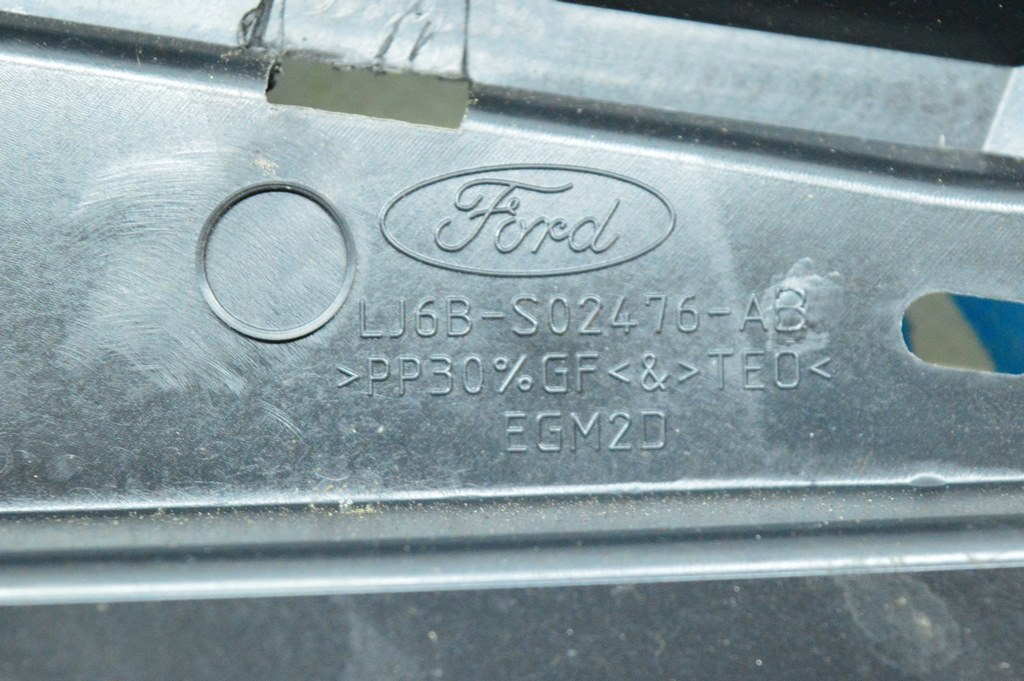 Ford
LJ6B-S02476-AB
>PP30%GF<&>TEO<
EGM2D